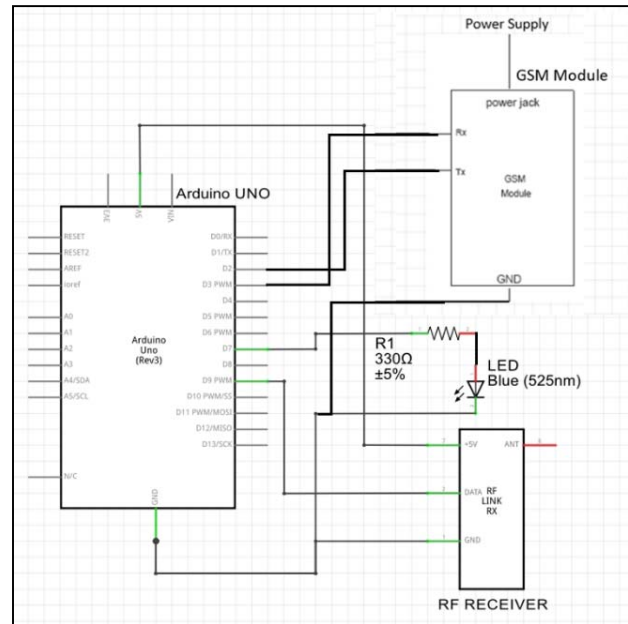 Power Supply
GSM Module
power jack
Rx
Tx
GSM
Module
GND
Arduino UNO
3V3
5V
VIN
RESET
RESET2
AREF
ioref
A0
A1
A2
A3
A4/SDA
A5/SCL
N/C
D0/RX
D1/TX
D2
D3 PWM
D4
D5 PWM
D6 PWM
D7
D8
D9 PWM
D10 PWM/SS
D11 PWM/MOSI
D12/MISO
D13/SCK
Arduino
Uno
(Rev3)
GND
R1
330Ω
±5%
LED
Blue (525nm)
+5V
ANT
DATA
RF
LINK
RX
GND
RF RECEIVER